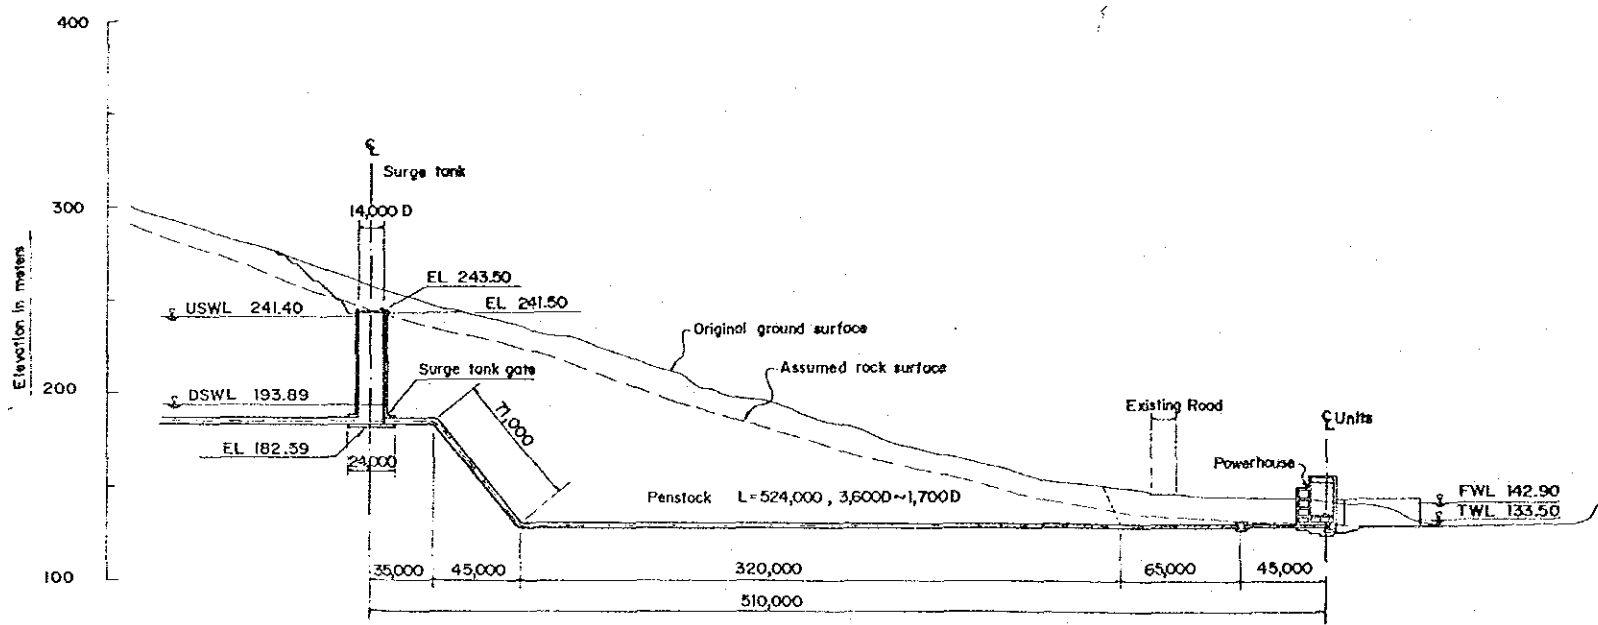 400
300
200
100
Elevation in meters
℄
Surge tank
14,000 D
EL 243.50
EL 241.50
USWL 241.40
DSWL 193.89
Surge tank gate
EL 182.59
24,000
71,000
Original ground surface
Assumed rock surface
Existing Road
℄ Units
Powerhouse
Penstock L=524,000 , 3,600D~1,700D
FWL 142.90
TWL 133.50
35,000 45,000 320,000 65,000 45,000
510,000